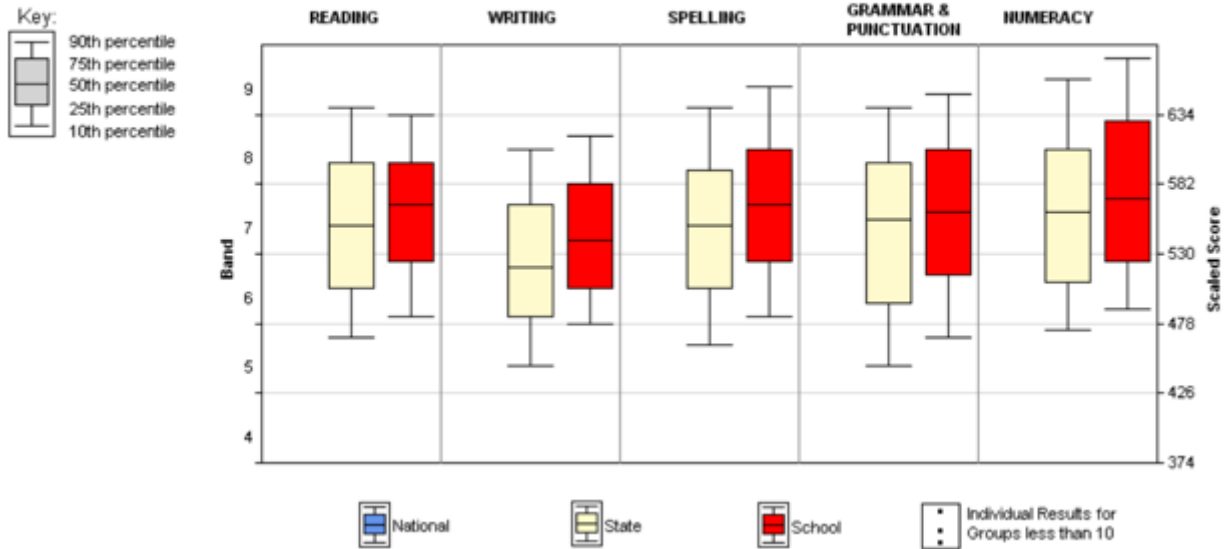 Key:
90th percentile
75th percentile
50th percentile
25th percentile
10th percentile
READING
WRITING
SPELLING
GRAMMAR &
PUNCTUATION
NUMERACY
Band
9
8
7
6
5
4
634
582
530
478
426
374
Scaled Score
National
State
School
Individual Results for
Groups less than 10